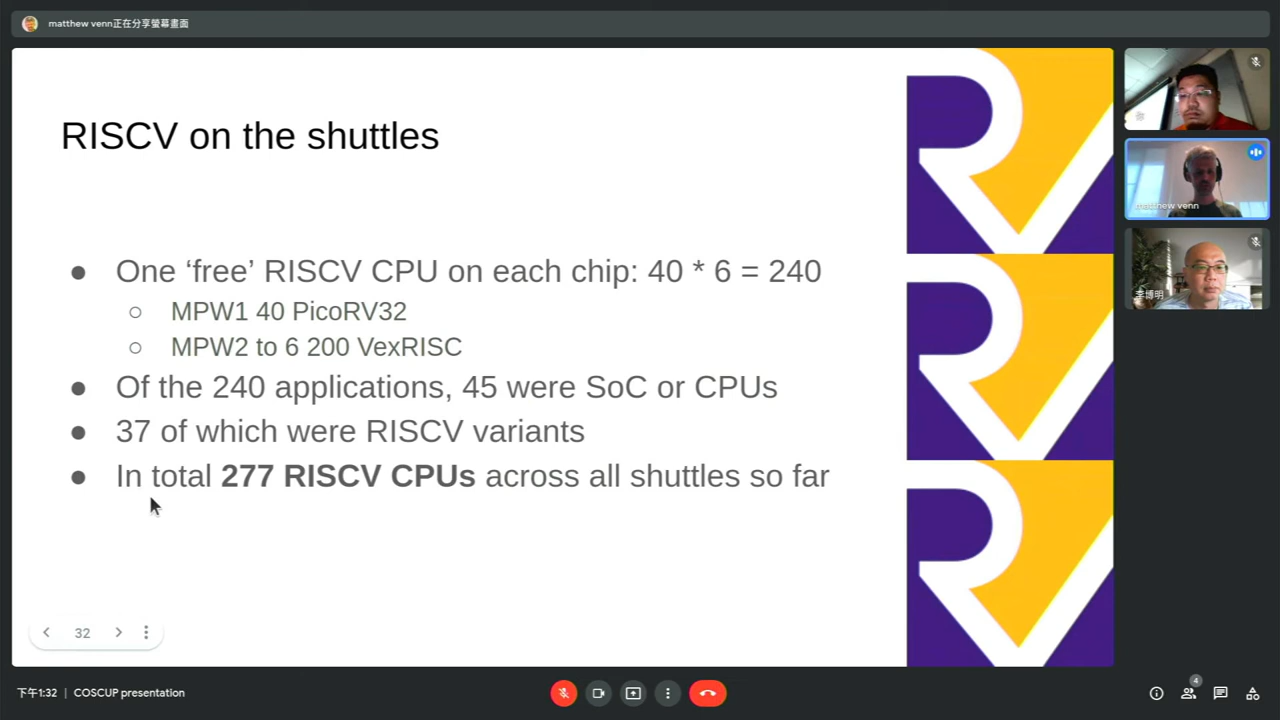 matthew venn正在分享螢幕畫面
RISCV on the shuttles
● One ‘free’ RISCV CPU on each chip: 40 * 6 = 240
○ MPW1 40 PicoRV32
○ MPW2 to 6 200 VexRISC
● Of the 240 applications, 45 were SoC or CPUs
● 37 of which were RISCV variants
● In total 277 RISCV CPUs across all shuttles so far
32
matthew venn
李博明
下午1:32 | COSCUP presentation
4